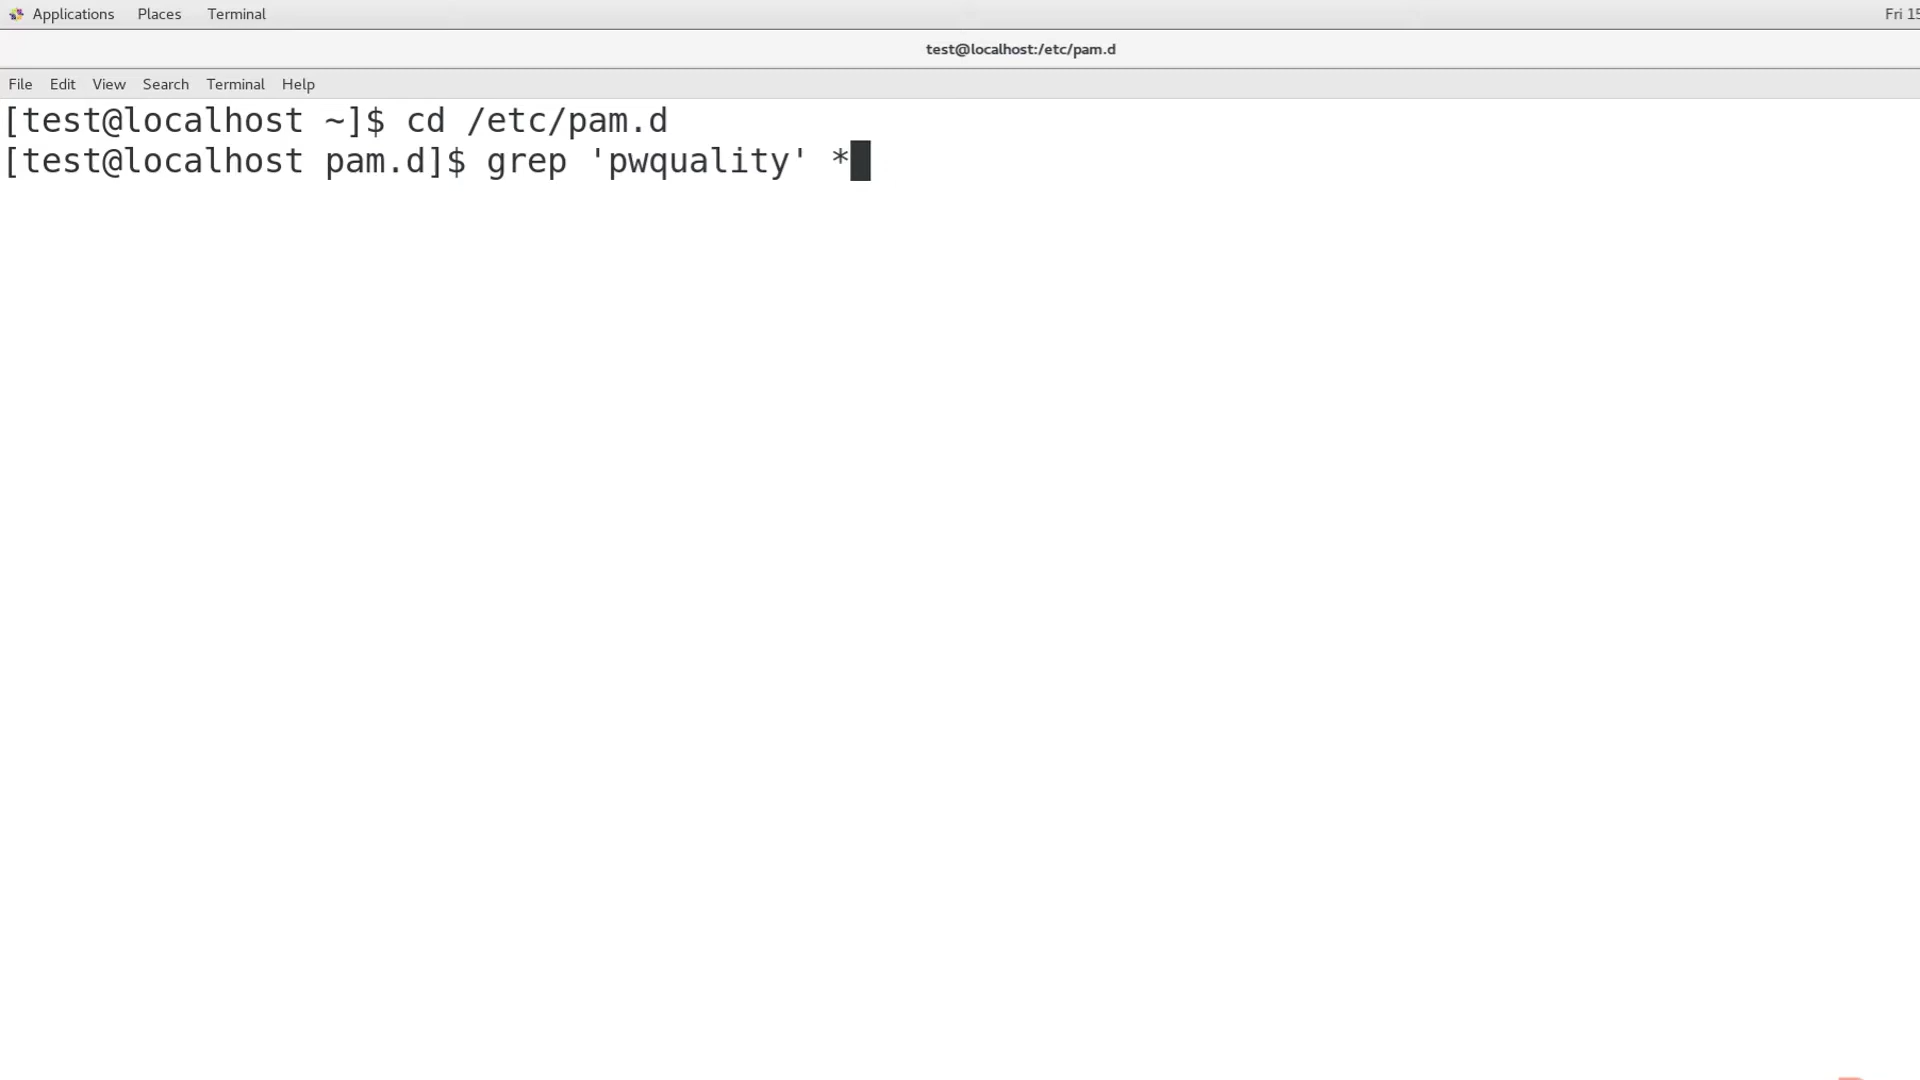 Applications Places Terminal Fri 15
test@localhost:/etc/pam.d
File Edit View Search Terminal Help
[test@localhost ~]$ cd /etc/pam.d
[test@localhost pam.d]$ grep 'pwquality' *